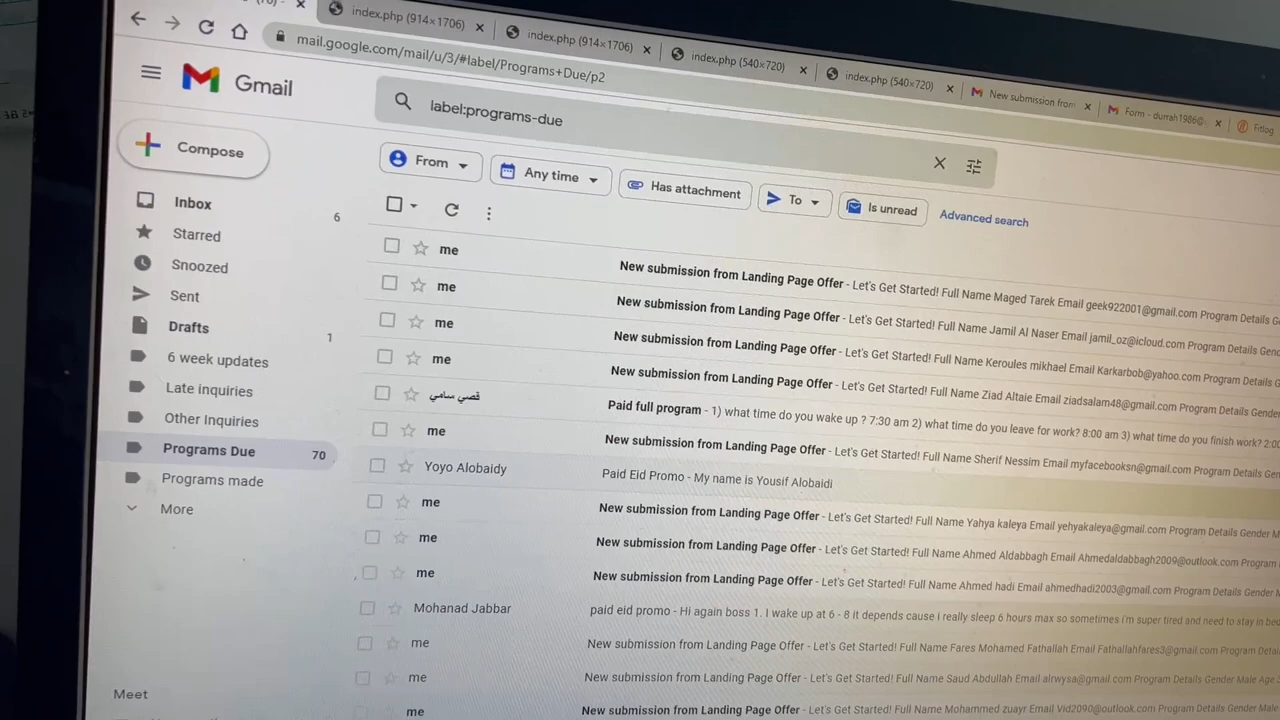 index.php (914×1706)
index.php (914×1706)
index.php (540×720)
index.php (540×720)
New submission from
Form - durrah1986@
Fitlog
mail.google.com/mail/u/3/#label/Programs+Due/p2
Gmail
label:programs-due
Compose
From
Any time
Has attachment
To
Is unread
Advanced search
Inbox 6
Starred
Snoozed
Sent
Drafts 1
6 week updates
Late inquiries
Other Inquiries
Programs Due 70
Programs made
More
Meet
me New submission from Landing Page Offer - Let's Get Started! Full Name Maged Tarek Email geek922001@gmail.com Program Details Gend
me New submission from Landing Page Offer - Let's Get Started! Full Name Jamil Al Naser Email jamil_oz@icloud.com Program Details Gend
me New submission from Landing Page Offer - Let's Get Started! Full Name Keroules mikhael Email Karkarbob@yahoo.com Program Details G
me New submission from Landing Page Offer - Let's Get Started! Full Name Ziad Altaie Email ziadsalam48@gmail.com Program Details Gende
قصي سامي Paid full program - 1) what time do you wake up ? 7:30 am 2) what time do you leave for work? 8:00 am 3) what time do you finish work? 2:00
me New submission from Landing Page Offer - Let's Get Started! Full Name Sherif Nessim Email myfacebooksn@gmail.com Program Details
Yoyo Alobaidy Paid Eid Promo - My name is Yousif Alobaidi
me New submission from Landing Page Offer - Let's Get Started! Full Name Yahya kaleya Email yehyakaleya@gmail.com Program Details Gender M
me New submission from Landing Page Offer - Let's Get Started! Full Name Ahmed Aldabbagh Email Ahmedaldabbagh2009@outlook.com Program
me New submission from Landing Page Offer - Let's Get Started! Full Name Ahmed hadi Email ahmedhadi2003@gmail.com Program Details Gender
Mohanad Jabbar paid eid promo - Hi again boss 1. I wake up at 6 - 8 it depends cause i really sleep 6 hours max so sometimes i'm super tired and need to stay in bed
me New submission from Landing Page Offer - Let's Get Started! Full Name Fares Mohamed Fathallah Email Fathallahfares3@gmail.com Program Detai
me New submission from Landing Page Offer - Let's Get Started! Full Name Saud Abdullah Email alrwysa@gmail.com Program Details Gender Male Age
me New submission from Landing Page Offer - Let's Get Started! Full Name Mohammed zuayr Email Vid2090@outlook.com Program Details Gender Male